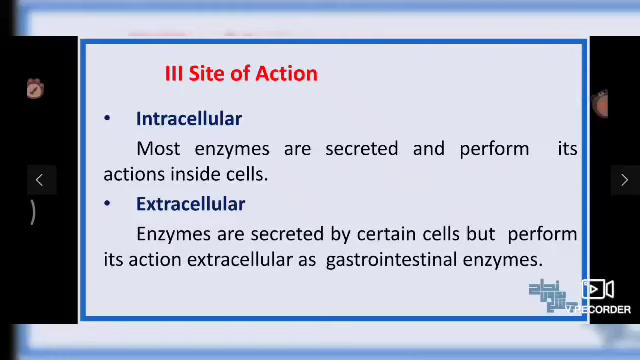 III Site of Action
• Intracellular
Most enzymes are secreted and perform its
actions inside cells.
• Extracellular
Enzymes are secreted by certain cells but perform
its action extracellular as gastrointestinal enzymes.
RECORDER